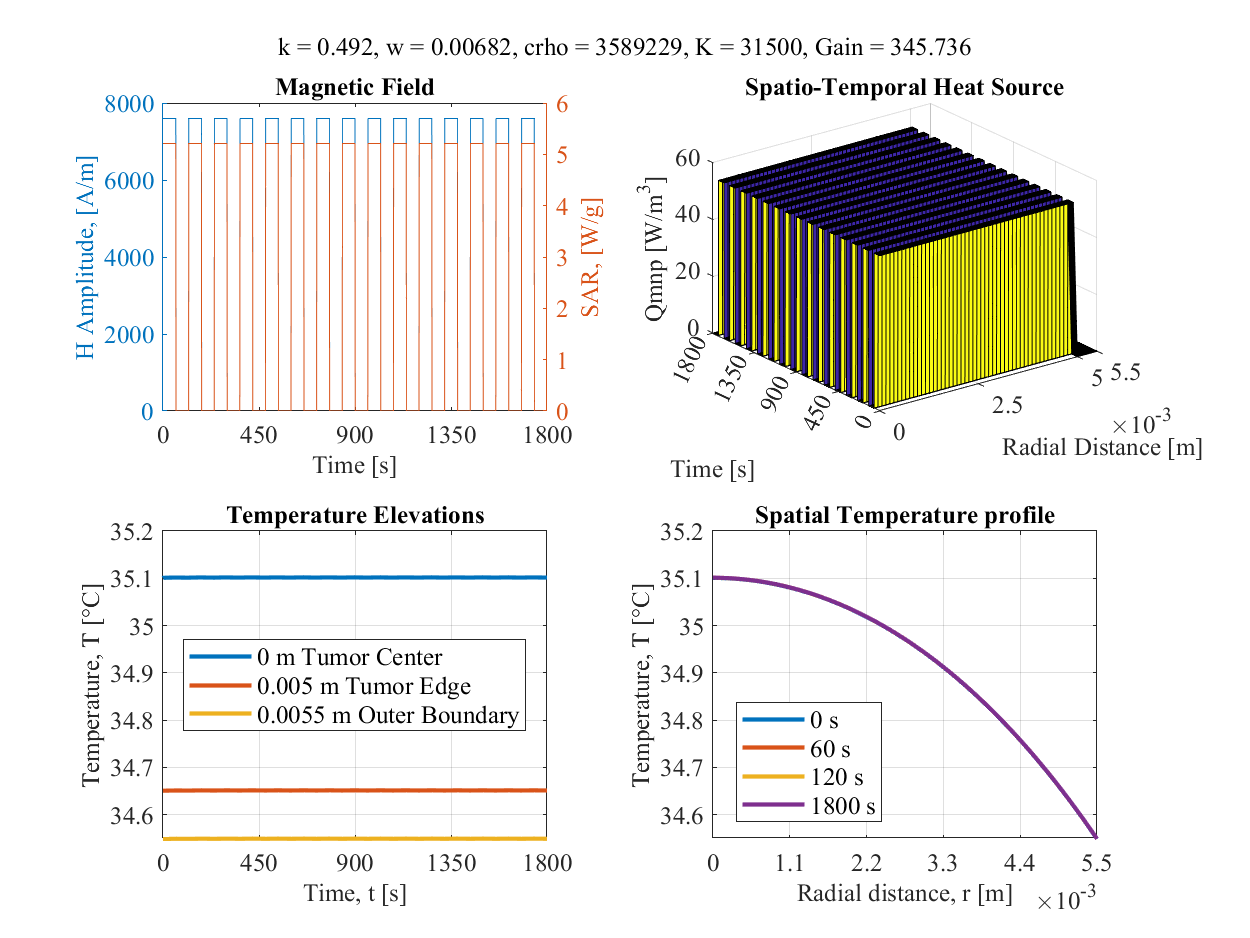 k = 0.492, w = 0.00682, crho = 3589229, K = 31500, Gain = 345.736
Magnetic Field
8000
6000
4000
2000
0
H Amplitude, [A/m]
6
5
4
3
2
1
0
SAR, [W/g]
0 450 900 1350 1800
Time [s]
Spatio-Temporal Heat Source
60
40
20
0
Qmnp [W/m³]
1800
1350
900
450
0
Time [s]
0
2.5
5
5.5
×10⁻³
Radial Distance [m]
Temperature Elevations
35.2
35.1
35
34.9
34.8
34.7
34.6
Temperature, T [°C]
0 m Tumor Center
0.005 m Tumor Edge
0.0055 m Outer Boundary
0 450 900 1350 1800
Time, t [s]
Spatial Temperature profile
35.2
35.1
35
34.9
34.8
34.7
34.6
Temperature, T [°C]
0 s
60 s
120 s
1800 s
0 1.1 2.2 3.3 4.4 5.5
Radial distance, r [m]
×10⁻³